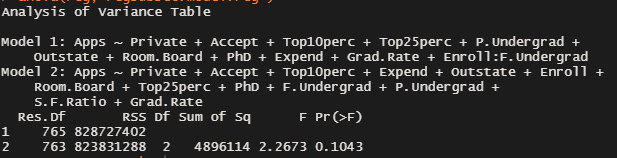 Analysis of Variance Table
Model 1: Apps ~ Private + Accept + Top10perc + Top25perc + P.Undergrad +
Outstate + Room.Board + PhD + Expend + Grad.Rate + Enroll:F.Undergrad
Model 2: Apps ~ Private + Accept + Top10perc + Expend + Outstate + Enroll +
Room.Board + Top25perc + PhD + F.Undergrad + P.Undergrad +
S.F.Ratio + Grad.Rate
Res.Df RSS Df Sum of Sq F Pr(>F)
1 765 828727402
2 763 823831288 2 4896114 2.2673 0.1043